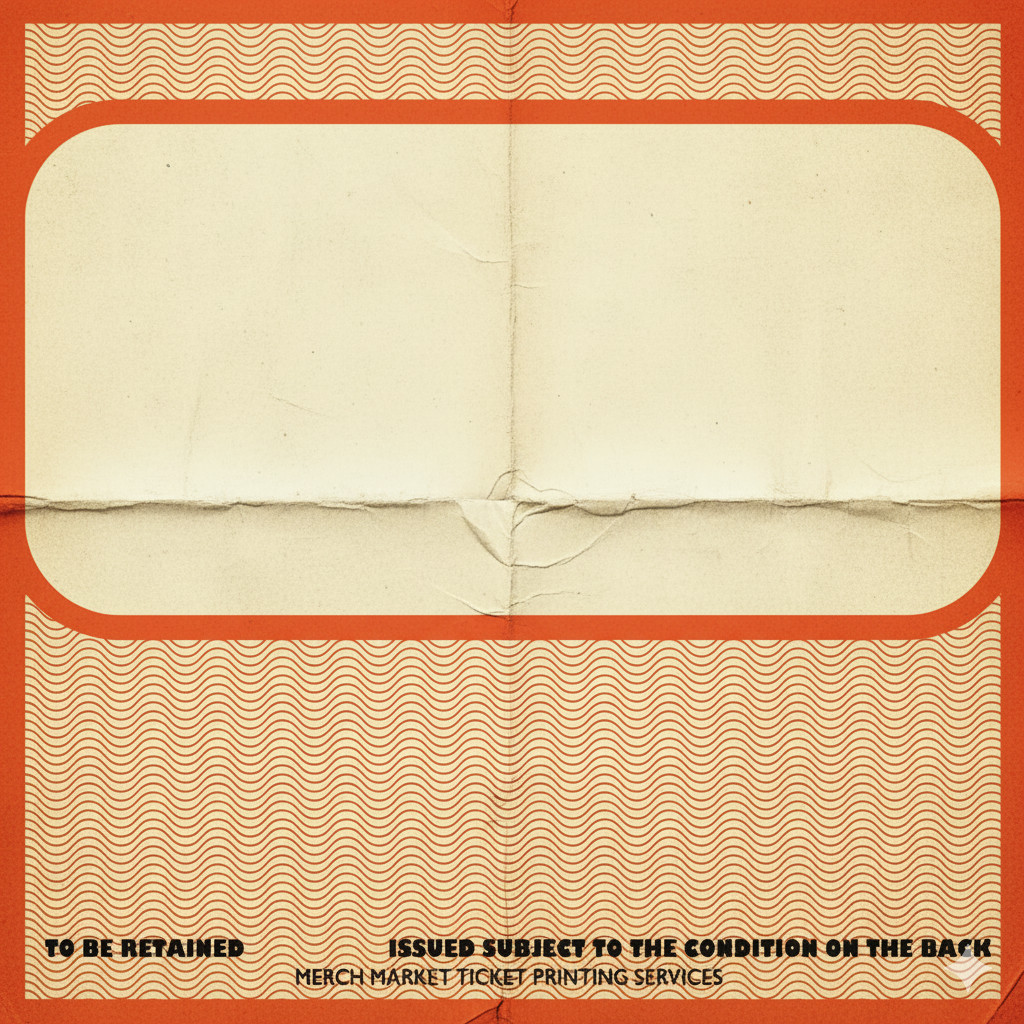 TO BE RETAINED ISSUED SUBJECT TO THE CONDITION ON THE BACK
MERCH MARKET TICKET PRINTING SERVICES